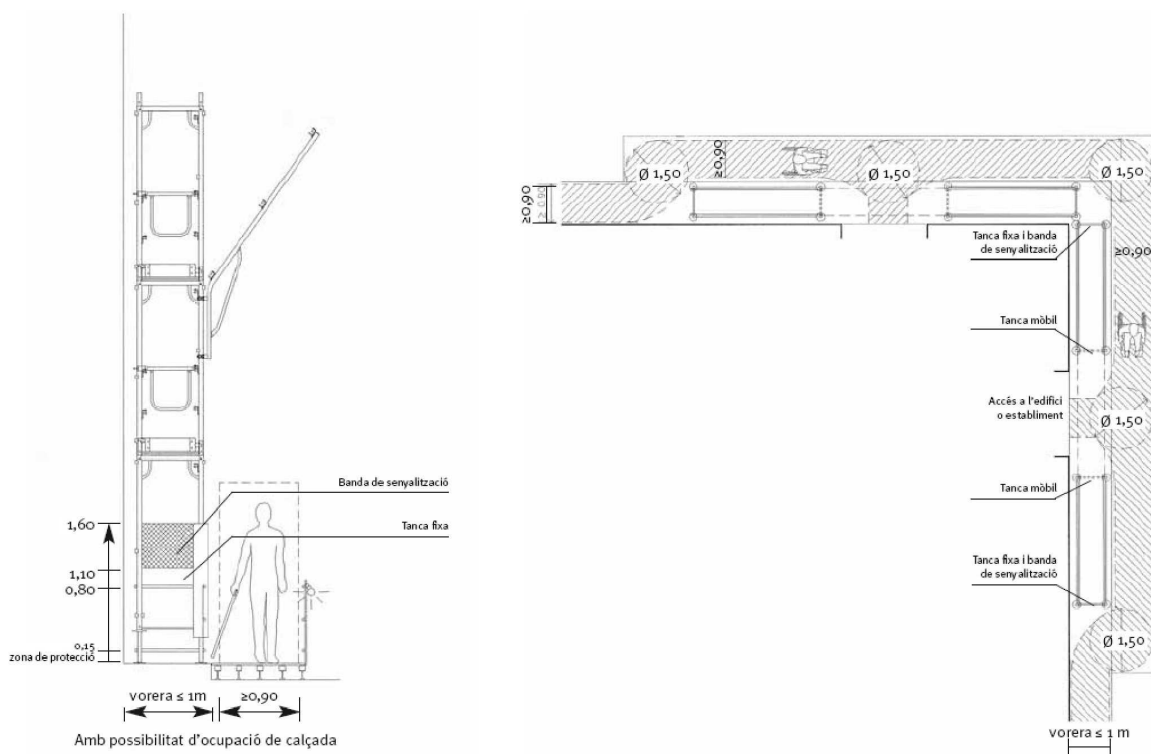 Banda de senyalització
Tanca fixa
1,60
1,10
0,80
0,15
zona de protecció
vorera ≤ 1m
≥0,90
Amb possibilitat d'ocupació de calçada
≥0,90
≥ 0,90
Ø 1,50
≥0,90
Ø 1,50
Ø 1,50
Tanca fixa i banda
de senyalització
≥0,90
Tanca mòbil
Accés a l'edifici
o establiment
Ø 1,50
Tanca mòbil
Tanca fixa i banda
de senyalització
Ø 1,50
vorera ≤ 1 m